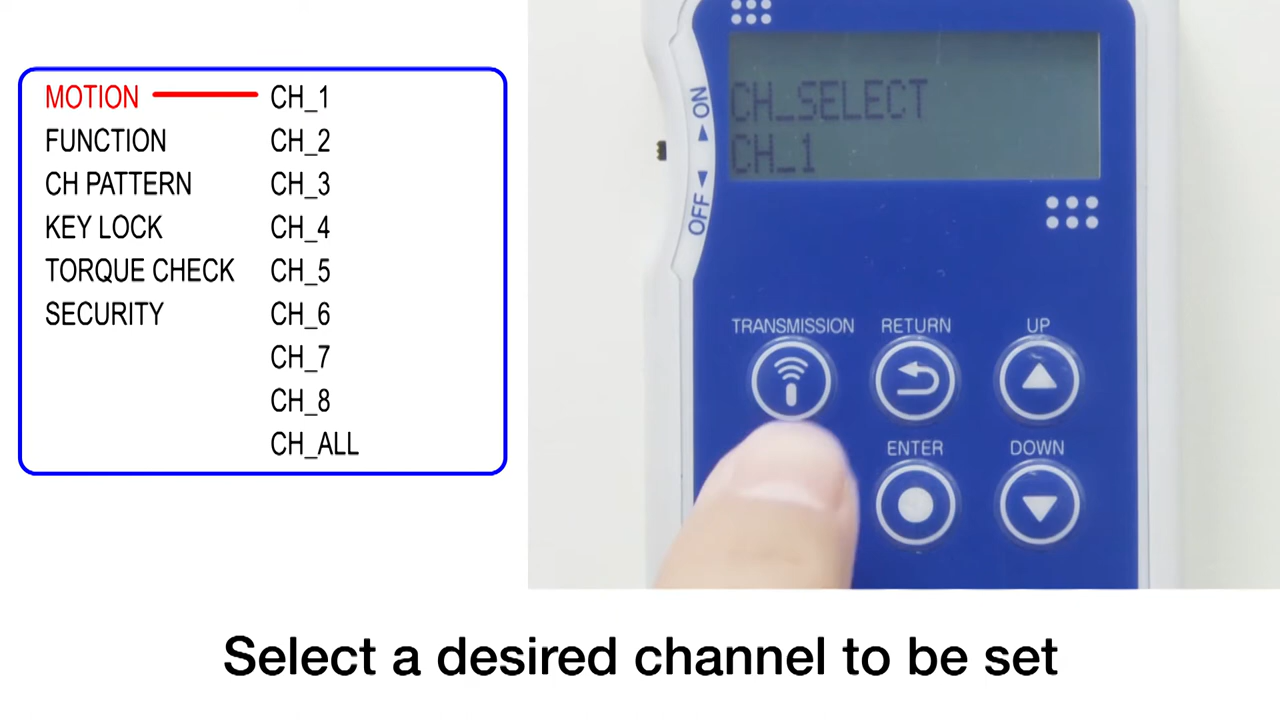 MOTION CH_1
FUNCTION CH_2
CH PATTERN CH_3
KEY LOCK CH_4
TORQUE CHECK CH_5
SECURITY CH_6
CH_7
CH_8
CH_ALL
CH_SELECT
CH_1
OFF ON
TRANSMISSION RETURN UP
ENTER DOWN
Select a desired channel to be set